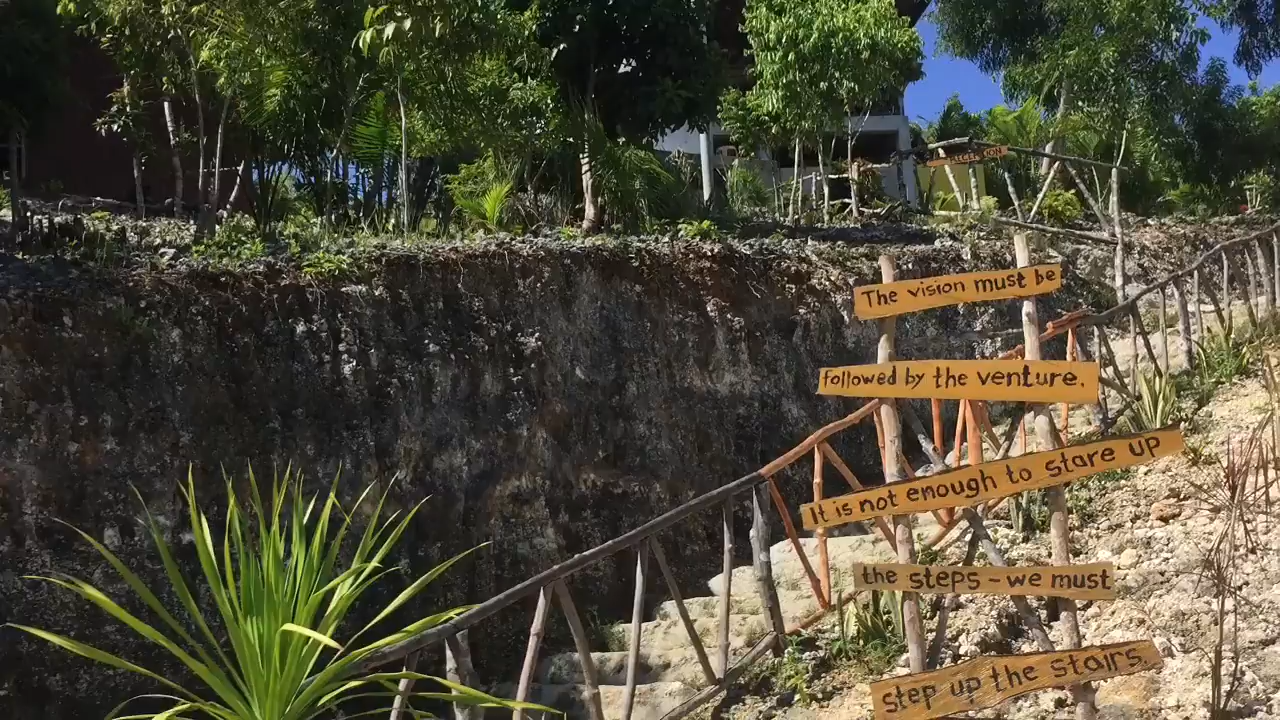 RECEPTION
The vision must be
followed by the venture.
It is not enough to stare up
the steps - we must
step up the stairs.